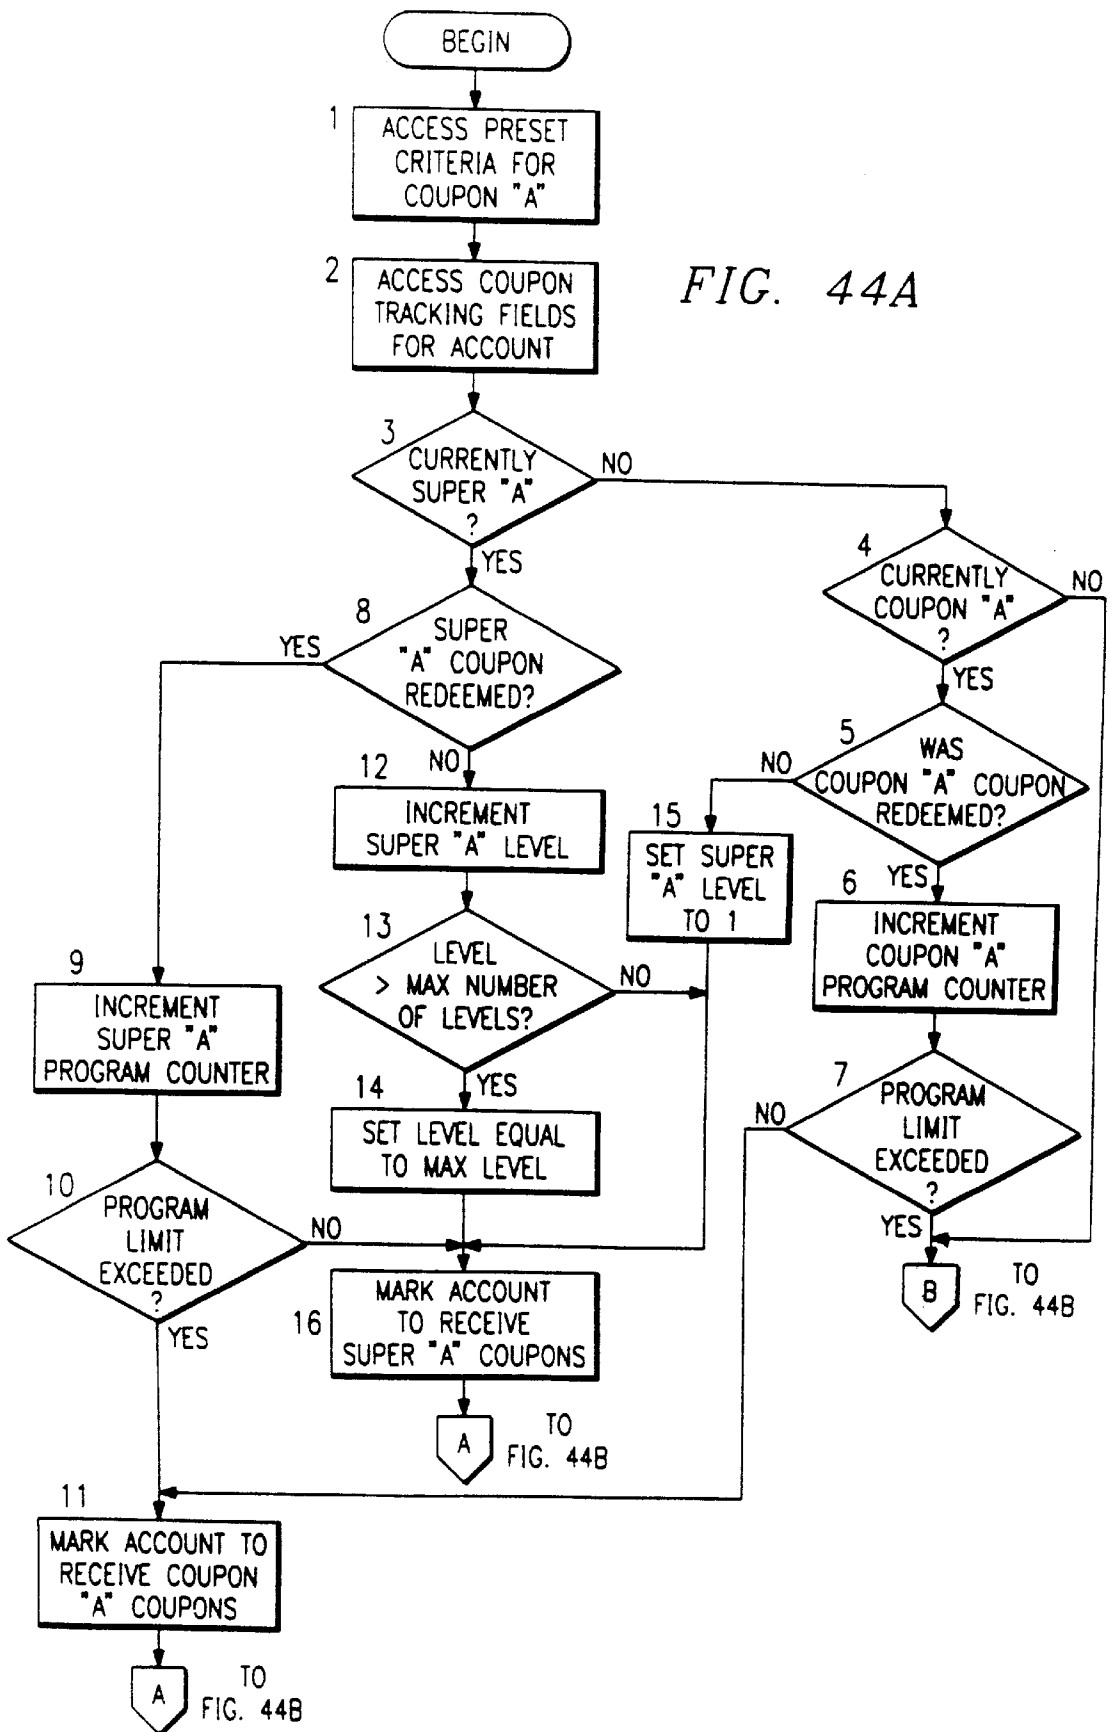 BEGIN
1
ACCESS PRESET
CRITERIA FOR
COUPON "A"
2
ACCESS COUPON
TRACKING FIELDS
FOR ACCOUNT
FIG. 44A
3
CURRENTLY
SUPER "A"
?
NO
YES
4
CURRENTLY
COUPON "A"
?
NO
YES
8
SUPER
"A" COUPON
REDEEMED?
YES
NO
5
WAS
COUPON "A" COUPON
REDEEMED?
NO
YES
12
INCREMENT
SUPER "A" LEVEL
15
SET SUPER
"A" LEVEL
TO 1
6
INCREMENT
COUPON "A"
PROGRAM COUNTER
13
LEVEL
> MAX NUMBER
OF LEVELS?
NO
YES
9
INCREMENT
SUPER "A"
PROGRAM COUNTER
7
PROGRAM
LIMIT
EXCEEDED
?
NO
YES
14
SET LEVEL EQUAL
TO MAX LEVEL
10
PROGRAM
LIMIT
EXCEEDED
?
NO
YES
B
TO
FIG. 44B
16
MARK ACCOUNT
TO RECEIVE
SUPER "A" COUPONS
A
TO
FIG. 44B
11
MARK ACCOUNT TO
RECEIVE COUPON
"A" COUPONS
A
TO
FIG. 44B